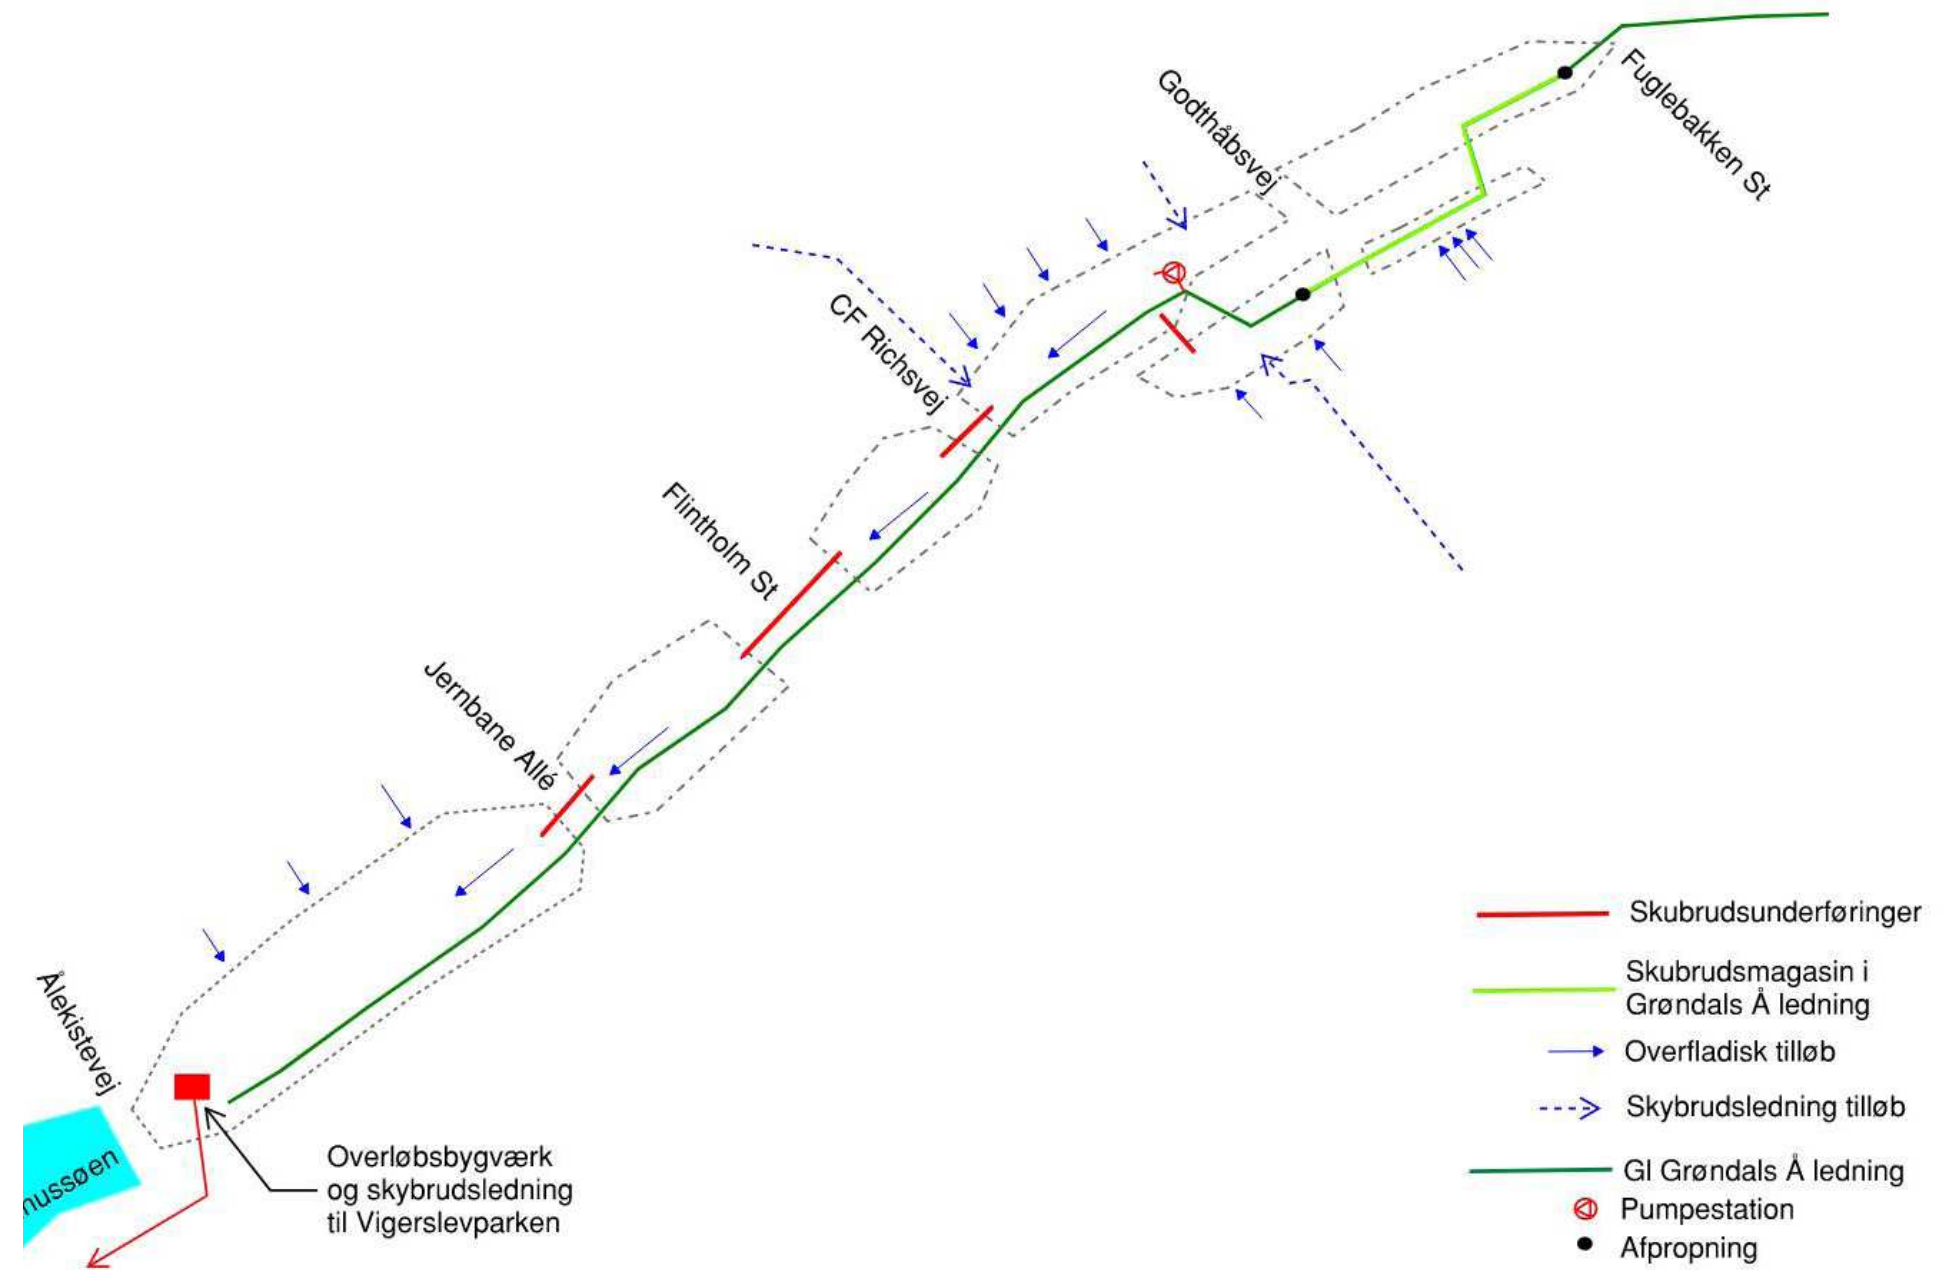 Fuglebakken St
Godthåbsvej
CF Richsvej
Flintholm St
Jernbane Allé
Ålekistevej
Overløbsbygværk
og skybrudsledning
til Vigerslevparken
Skubrudsunderføringer
Skubrudsmagasin i
Grøndals Å ledning
Overfladisk tilløb
Skybrudsledning tilløb
Gl Grøndals Å ledning
Pumpestation
Afpropning